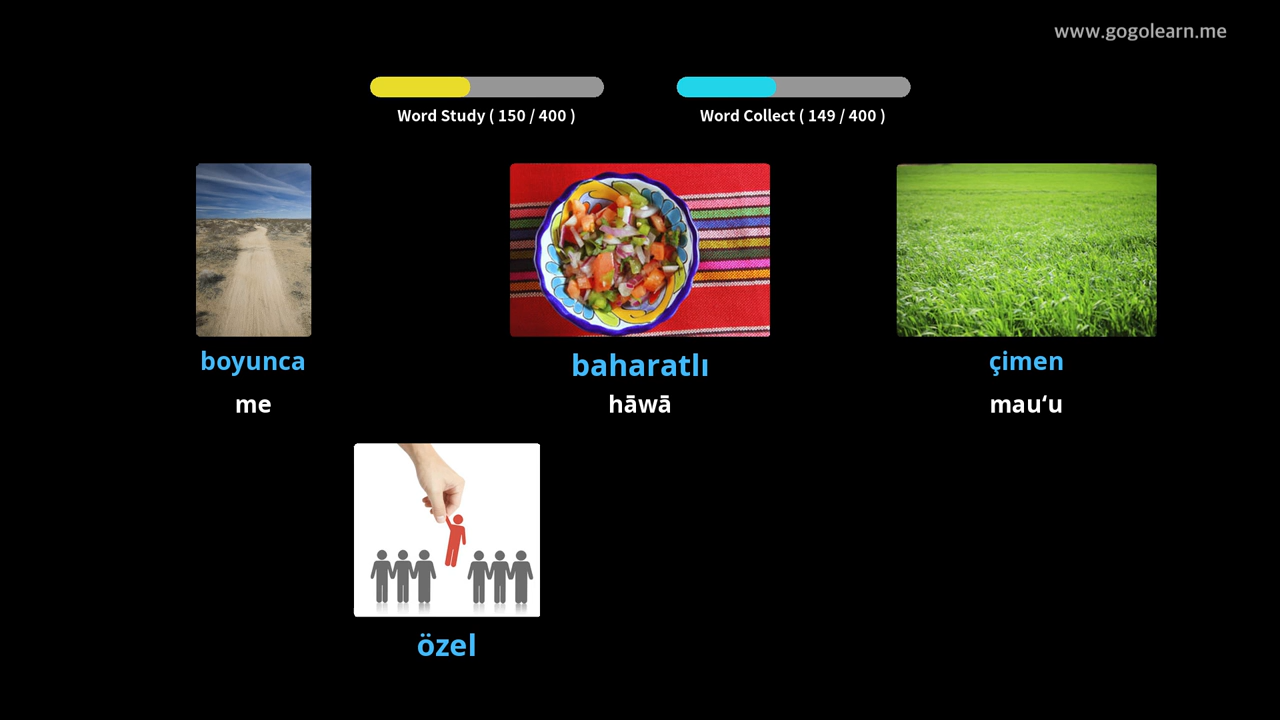 www.gogolearn.me
Word Study ( 150 / 400 )
Word Collect ( 149 / 400 )
boyunca
me
baharatlı
hāwā
çimen
mauʻu
özel